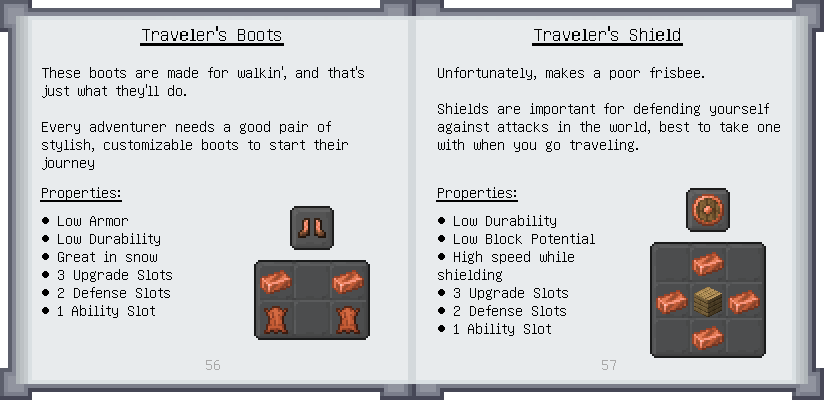 Traveler's Boots
These boots are made for walkin', and that's
just what they'll do.
Every adventurer needs a good pair of
stylish, customizable boots to start their
journey
Properties:
● Low Armor
● Low Durability
● Great in snow
● 3 Upgrade Slots
● 2 Defense Slots
● 1 Ability Slot
56
Traveler's Shield
Unfortunately, makes a poor frisbee.
Shields are important for defending yourself
against attacks in the world, best to take one
with when you go traveling.
Properties:
● Low Durability
● Low Block Potential
● High speed while
shielding
● 3 Upgrade Slots
● 2 Defense Slots
● 1 Ability Slot
57